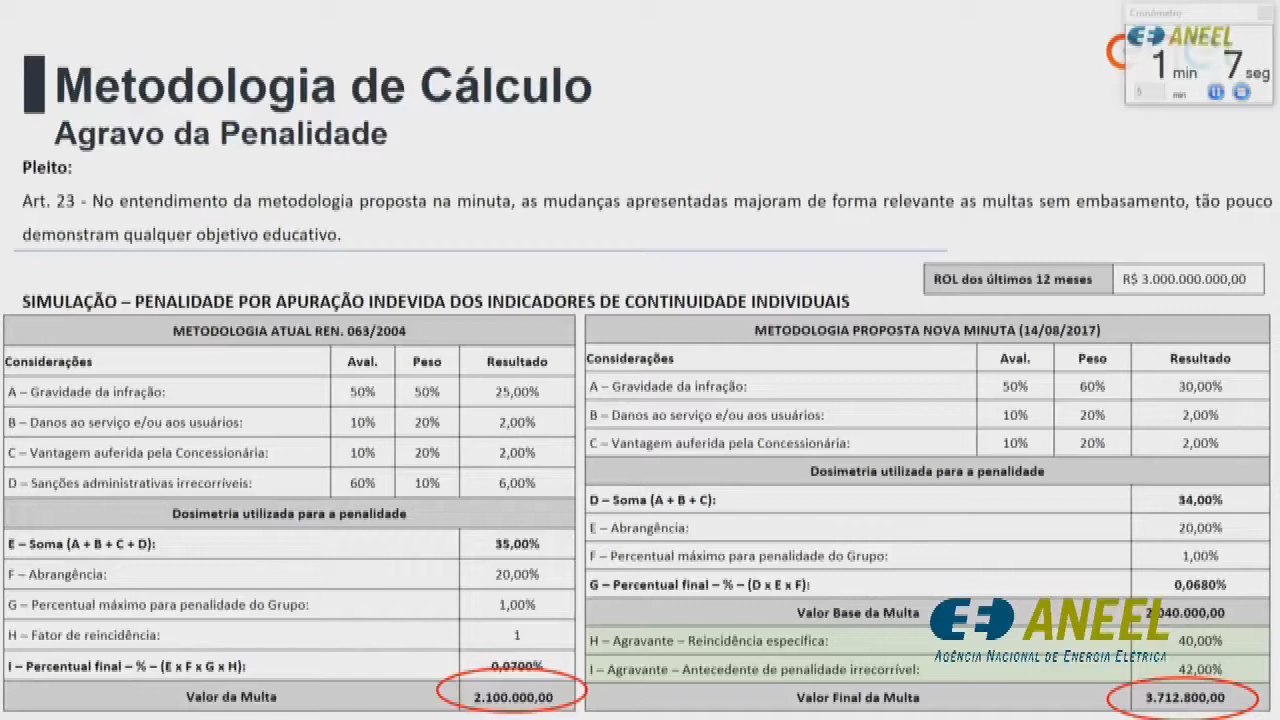 Cronômetro
ANEEL
1 min 7 seg
5 min
Metodologia de Cálculo
Agravo da Penalidade
Pleito:
Art. 23 - No entendimento da metodologia proposta na minuta, as mudanças apresentadas majoram de forma relevante as multas sem embasamento, tão pouco
demonstram qualquer objetivo educativo.
ROL dos últimos 12 meses R$ 3.000.000.000,00
SIMULAÇÃO – PENALIDADE POR APURAÇÃO INDEVIDA DOS INDICADORES DE CONTINUIDADE INDIVIDUAIS
METODOLOGIA ATUAL REN. 063/2004
Considerações Aval. Peso Resultado
A – Gravidade da infração: 50% 50% 25,00%
B – Danos ao serviço e/ou aos usuários: 10% 20% 2,00%
C – Vantagem auferida pela Concessionária: 10% 20% 2,00%
D – Sanções administrativas irrecorríveis: 60% 10% 6,00%
Dosimetria utilizada para a penalidade
E – Soma (A + B + C + D): 35,00%
F – Abrangência: 20,00%
G – Percentual máximo para penalidade do Grupo: 1,00%
H – Fator de reincidência: 1
I – Percentual final – % – (E x F x G x H): 0,0700%
Valor da Multa 2.100.000,00
METODOLOGIA PROPOSTA NOVA MINUTA (14/08/2017)
Considerações Aval. Peso Resultado
A – Gravidade da infração: 50% 60% 30,00%
B – Danos ao serviço e/ou aos usuários: 10% 20% 2,00%
C – Vantagem auferida pela Concessionária: 10% 20% 2,00%
Dosimetria utilizada para a penalidade
D – Soma (A + B + C): 34,00%
E – Abrangência: 20,00%
F – Percentual máximo para penalidade do Grupo: 1,00%
G – Percentual final – % – (D x E x F): 0,0680%
Valor Base da Multa 2.040.000,00
H – Agravante – Reincidência específica: 40,00%
I – Agravante – Antecedente de penalidade irrecorrível: 42,00%
Valor Final da Multa 3.712.800,00
ANEEL
AGÊNCIA NACIONAL DE ENERGIA ELÉTRICA